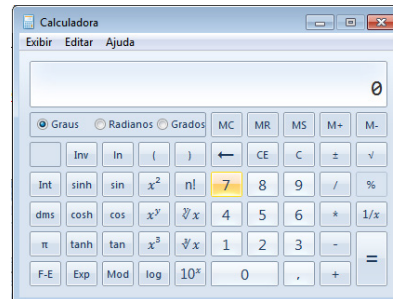 Calculadora
Exibir Editar Ajuda
0
Graus Radianos Grados MC MR MS M+ M-
Inv ln ( ) ← CE C ± √
Int sinh sin x² n! 7 8 9 / %
dms cosh cos xʸ ʸ√x 4 5 6 * 1/x
π tanh tan x³ ³√x 1 2 3 - =
F-E Exp Mod log 10ˣ 0 , +